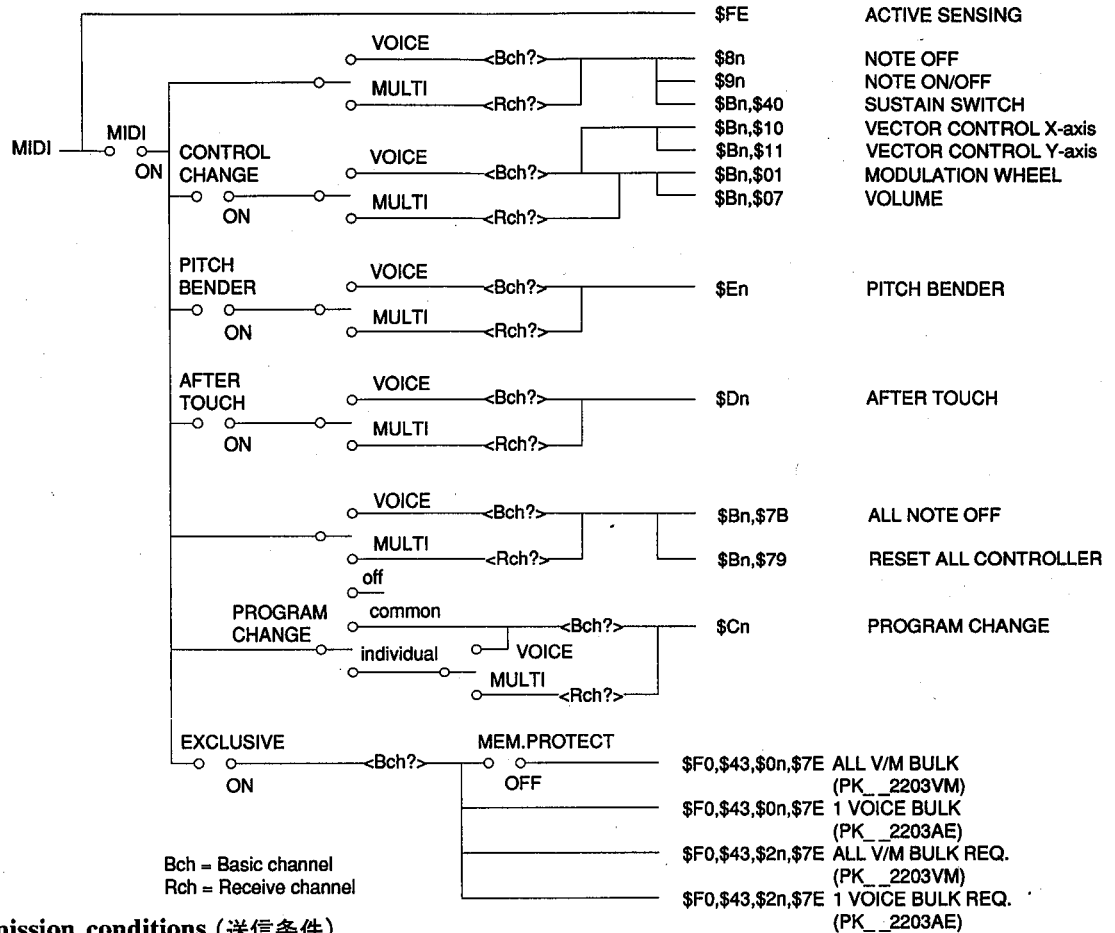 $FE ACTIVE SENSING
VOICE <Bch?> $8n NOTE OFF
$9n NOTE ON/OFF
MULTI <Rch?> $Bn,$40 SUSTAIN SWITCH
$Bn,$10 VECTOR CONTROL X-axis
MIDI MIDI ON
CONTROL CHANGE ON
VOICE <Bch?> $Bn,$11 VECTOR CONTROL Y-axis
$Bn,$01 MODULATION WHEEL
MULTI <Rch?> $Bn,$07 VOLUME
PITCH
BENDER
ON
VOICE <Bch?> $En PITCH BENDER
MULTI <Rch?>
AFTER
TOUCH
ON
VOICE <Bch?> $Dn AFTER TOUCH
MULTI <Rch?>
VOICE <Bch?> $Bn,$7B ALL NOTE OFF
MULTI <Rch?> $Bn,$79 RESET ALL CONTROLLER
off
PROGRAM
CHANGE
common <Bch?> $Cn PROGRAM CHANGE
individual VOICE
MULTI <Rch?>
EXCLUSIVE
ON
<Bch?>
MEM.PROTECT
OFF
$F0,$43,$0n,$7E ALL V/M BULK
(PK_ _2203VM)
$F0,$43,$0n,$7E 1 VOICE BULK
(PK_ _2203AE)
$F0,$43,$2n,$7E ALL V/M BULK REQ.
(PK_ _2203VM)
$F0,$43,$2n,$7E 1 VOICE BULK REQ.
(PK_ _2203AE)
Bch = Basic channel
Rch = Receive channel
mission conditions (送信条件)